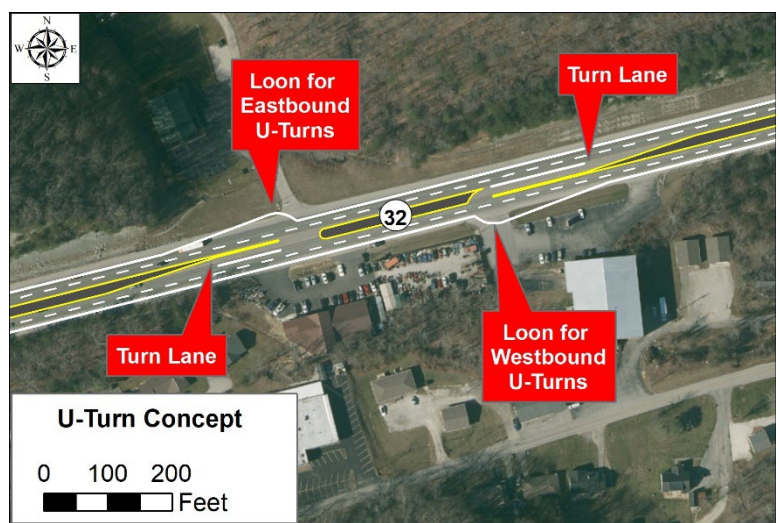 N
W E
S
Loon for
Eastbound
U-Turns
Turn Lane
32
Turn Lane
Loon for
Westbound
U-Turns
U-Turn Concept
0 100 200
Feet